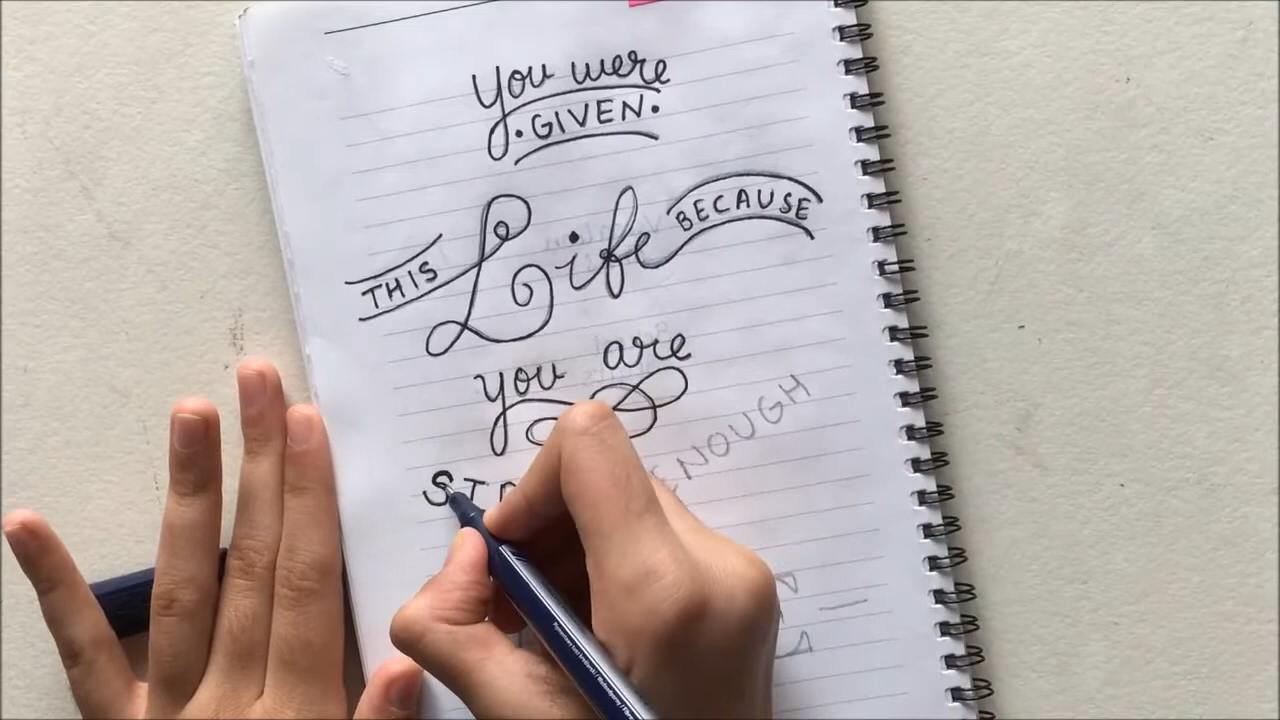 you were
• GIVEN •
THIS Life BECAUSE
you are
ENOUGH